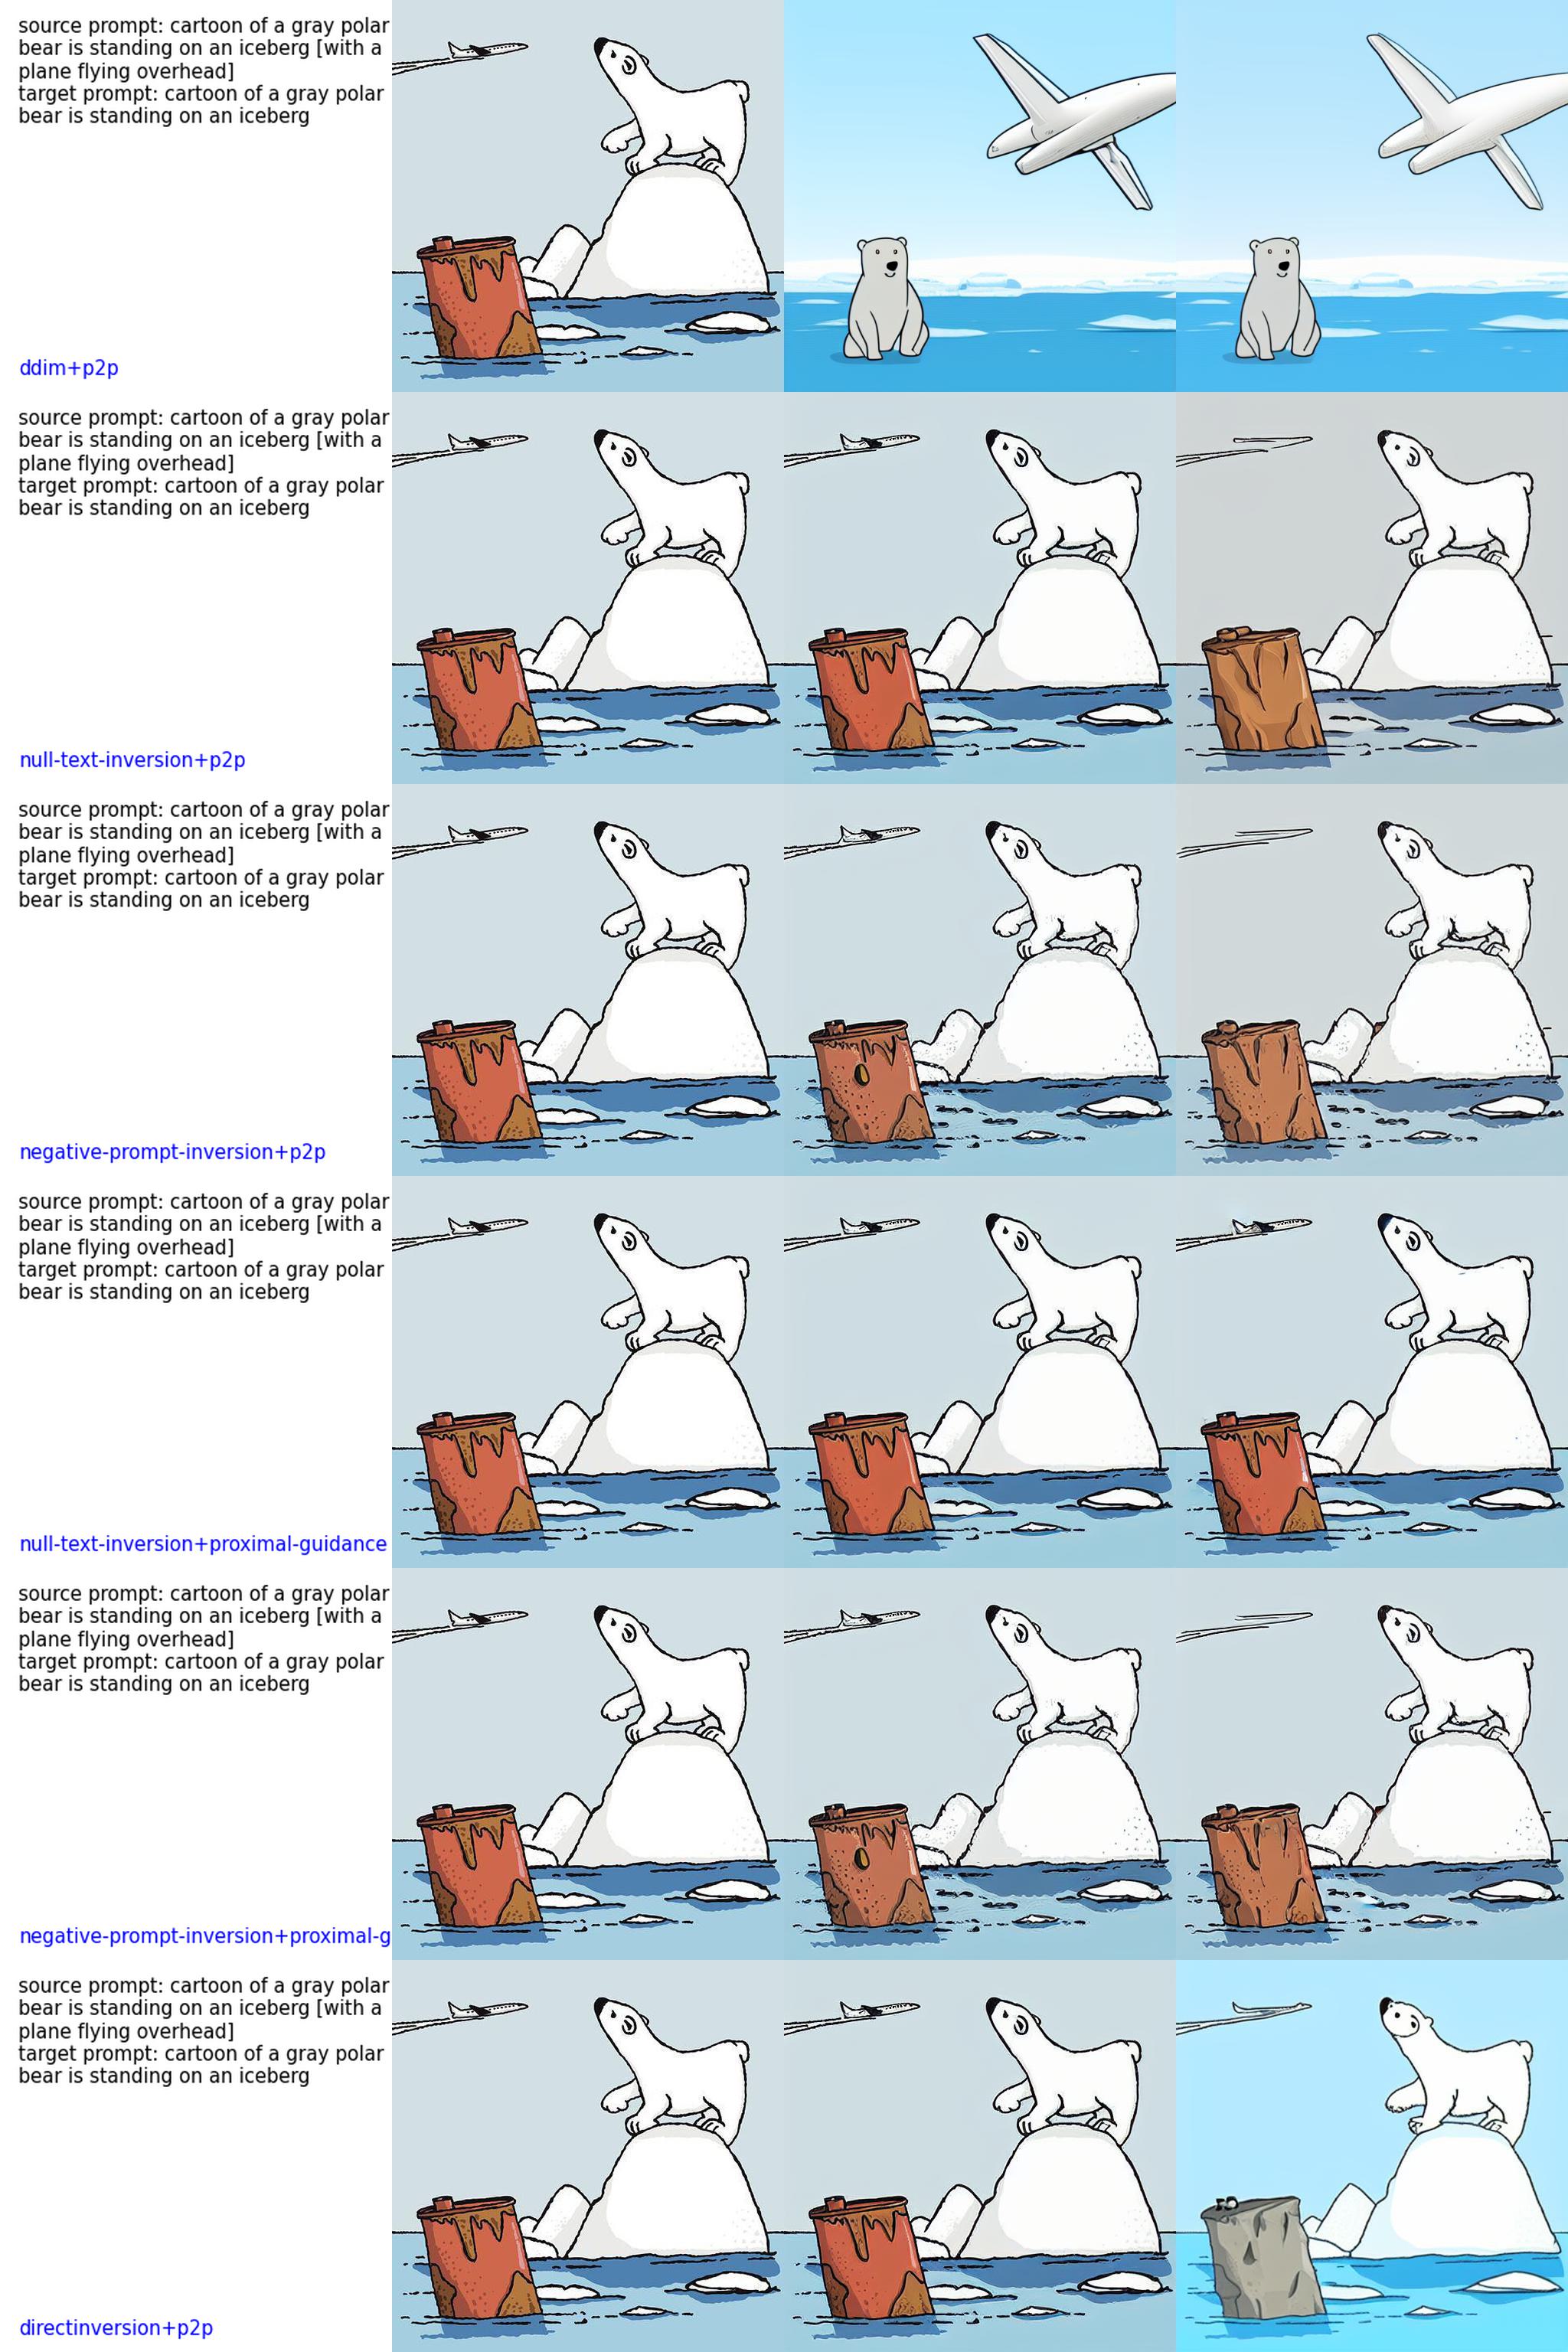 source prompt: cartoon of a gray polar
bear is standing on an iceberg [with a
plane flying overhead]
target prompt: cartoon of a gray polar
bear is standing on an iceberg
ddim+p2p
source prompt: cartoon of a gray polar
bear is standing on an iceberg [with a
plane flying overhead]
target prompt: cartoon of a gray polar
bear is standing on an iceberg
null-text-inversion+p2p
source prompt: cartoon of a gray polar
bear is standing on an iceberg [with a
plane flying overhead]
target prompt: cartoon of a gray polar
bear is standing on an iceberg
negative-prompt-inversion+p2p
source prompt: cartoon of a gray polar
bear is standing on an iceberg [with a
plane flying overhead]
target prompt: cartoon of a gray polar
bear is standing on an iceberg
null-text-inversion+proximal-guidance
source prompt: cartoon of a gray polar
bear is standing on an iceberg [with a
plane flying overhead]
target prompt: cartoon of a gray polar
bear is standing on an iceberg
negative-prompt-inversion+proximal-g
source prompt: cartoon of a gray polar
bear is standing on an iceberg [with a
plane flying overhead]
target prompt: cartoon of a gray polar
bear is standing on an iceberg
directinversion+p2p